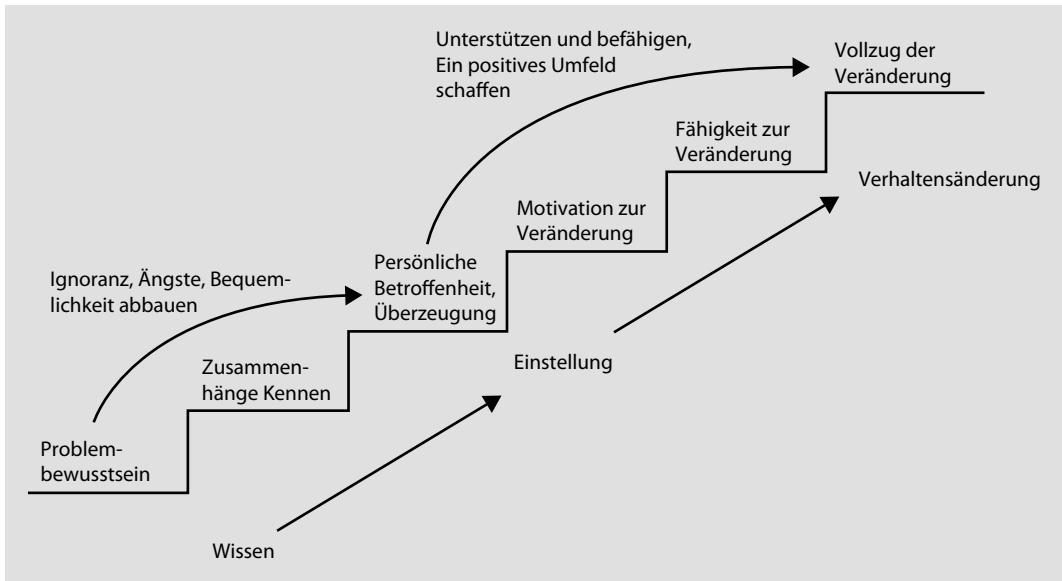 Unterstützen und befähigen,
Ein positives Umfeld
schaffen
Vollzug der
Veränderung
Fähigkeit zur
Veränderung
Verhaltensänderung
Motivation zur
Veränderung
Ignoranz, Ängste, Bequem-
lichkeit abbauen
Persönliche
Betroffenheit,
Überzeugung
Zusammen-
hänge Kennen
Einstellung
Problem-
bewusstsein
Wissen